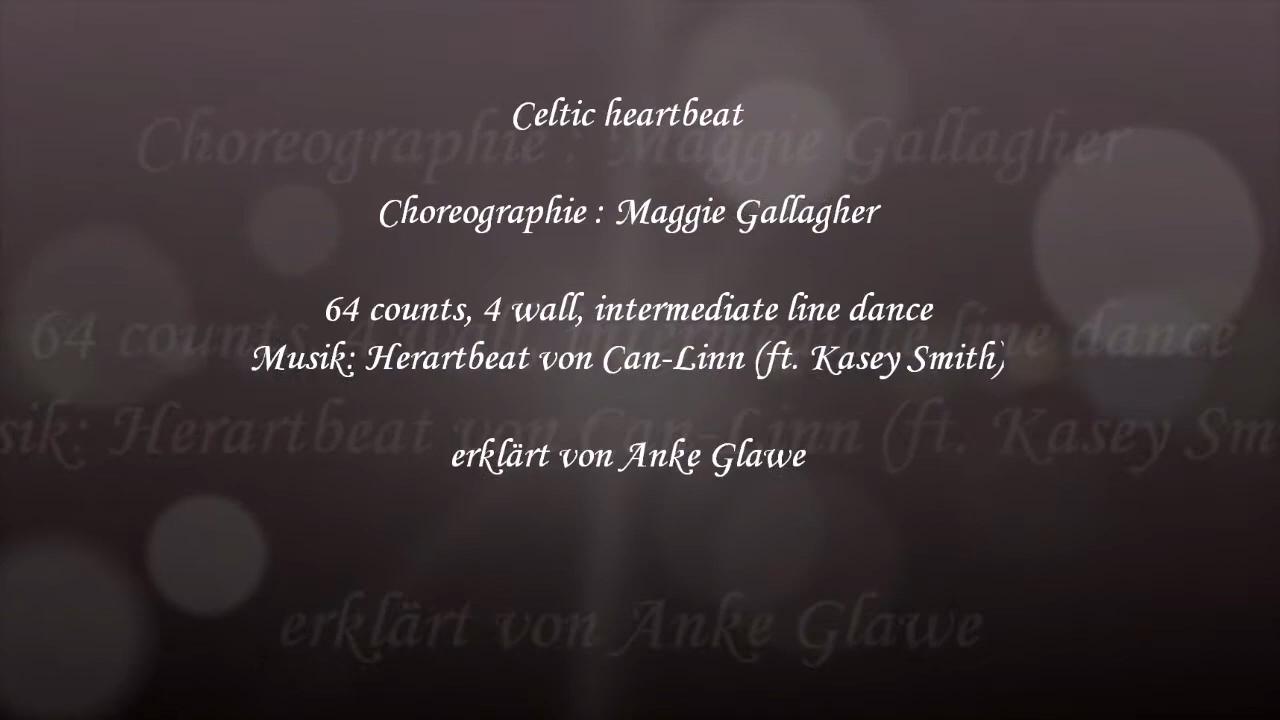 Celtic heartbeat
Choreographie : Maggie Gallagher
64 counts, 4 wall, intermediate line dance
Musik: Herartbeat von Can-Linn (ft. Kasey Smith)
erklärt von Anke Glawe